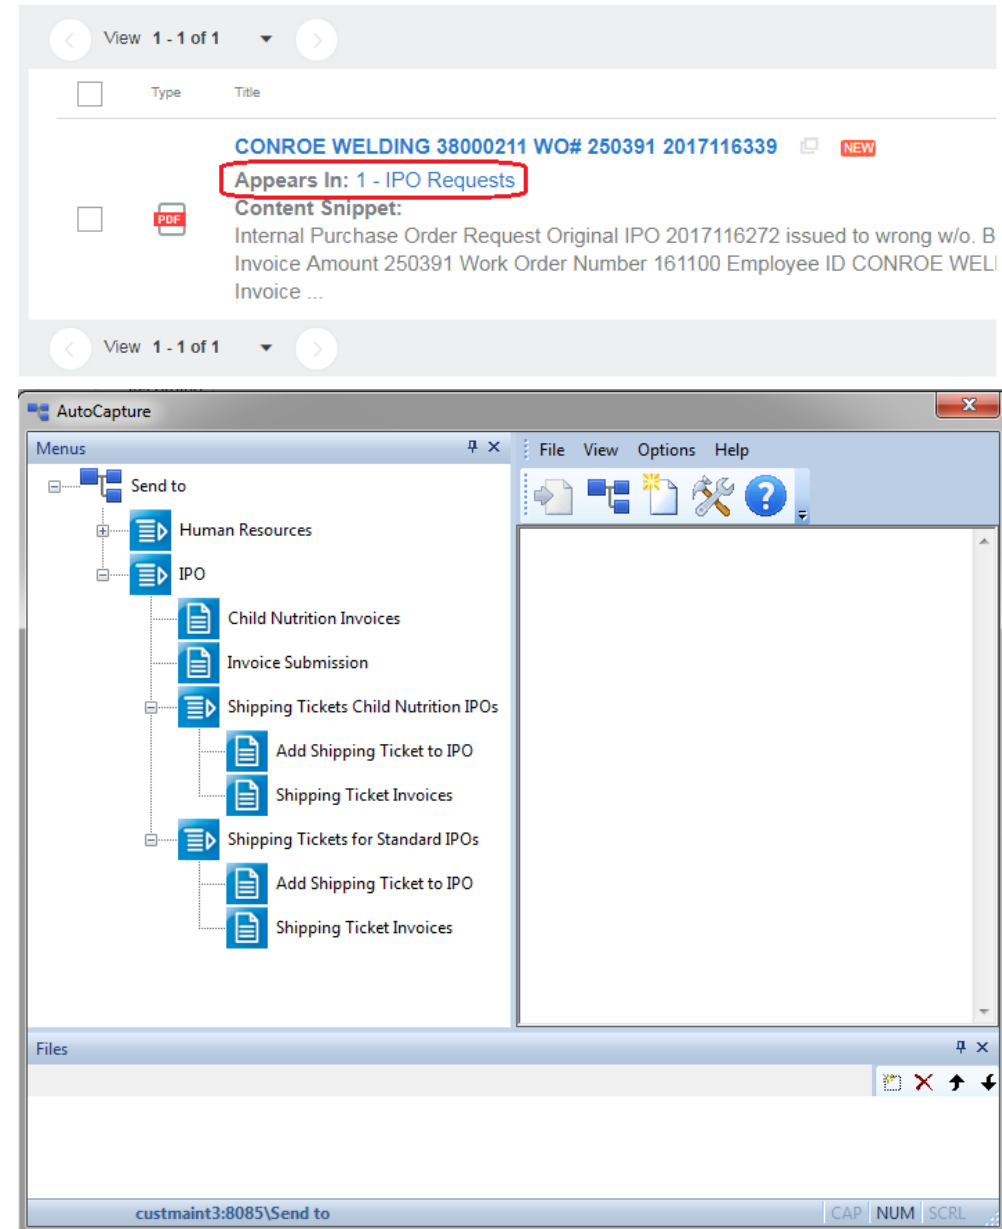 View 1 - 1 of 1
Type Title
CONROE WELDING 38000211 WO# 250391 2017116339 NEW
Appears In: 1 - IPO Requests
Content Snippet:
PDF
Internal Purchase Order Request Original IPO 2017116272 issued to wrong w/o. B
Invoice Amount 250391 Work Order Number 161100 Employee ID CONROE WEL
Invoice ...
View 1 - 1 of 1
AutoCapture
Menus
File View Options Help
Send to
Human Resources
IPO
Child Nutrition Invoices
Invoice Submission
Shipping Tickets Child Nutrition IPOs
Add Shipping Ticket to IPO
Shipping Ticket Invoices
Shipping Tickets for Standard IPOs
Add Shipping Ticket to IPO
Shipping Ticket Invoices
Files
custmaint3:8085\Send to
CAP NUM SCRL